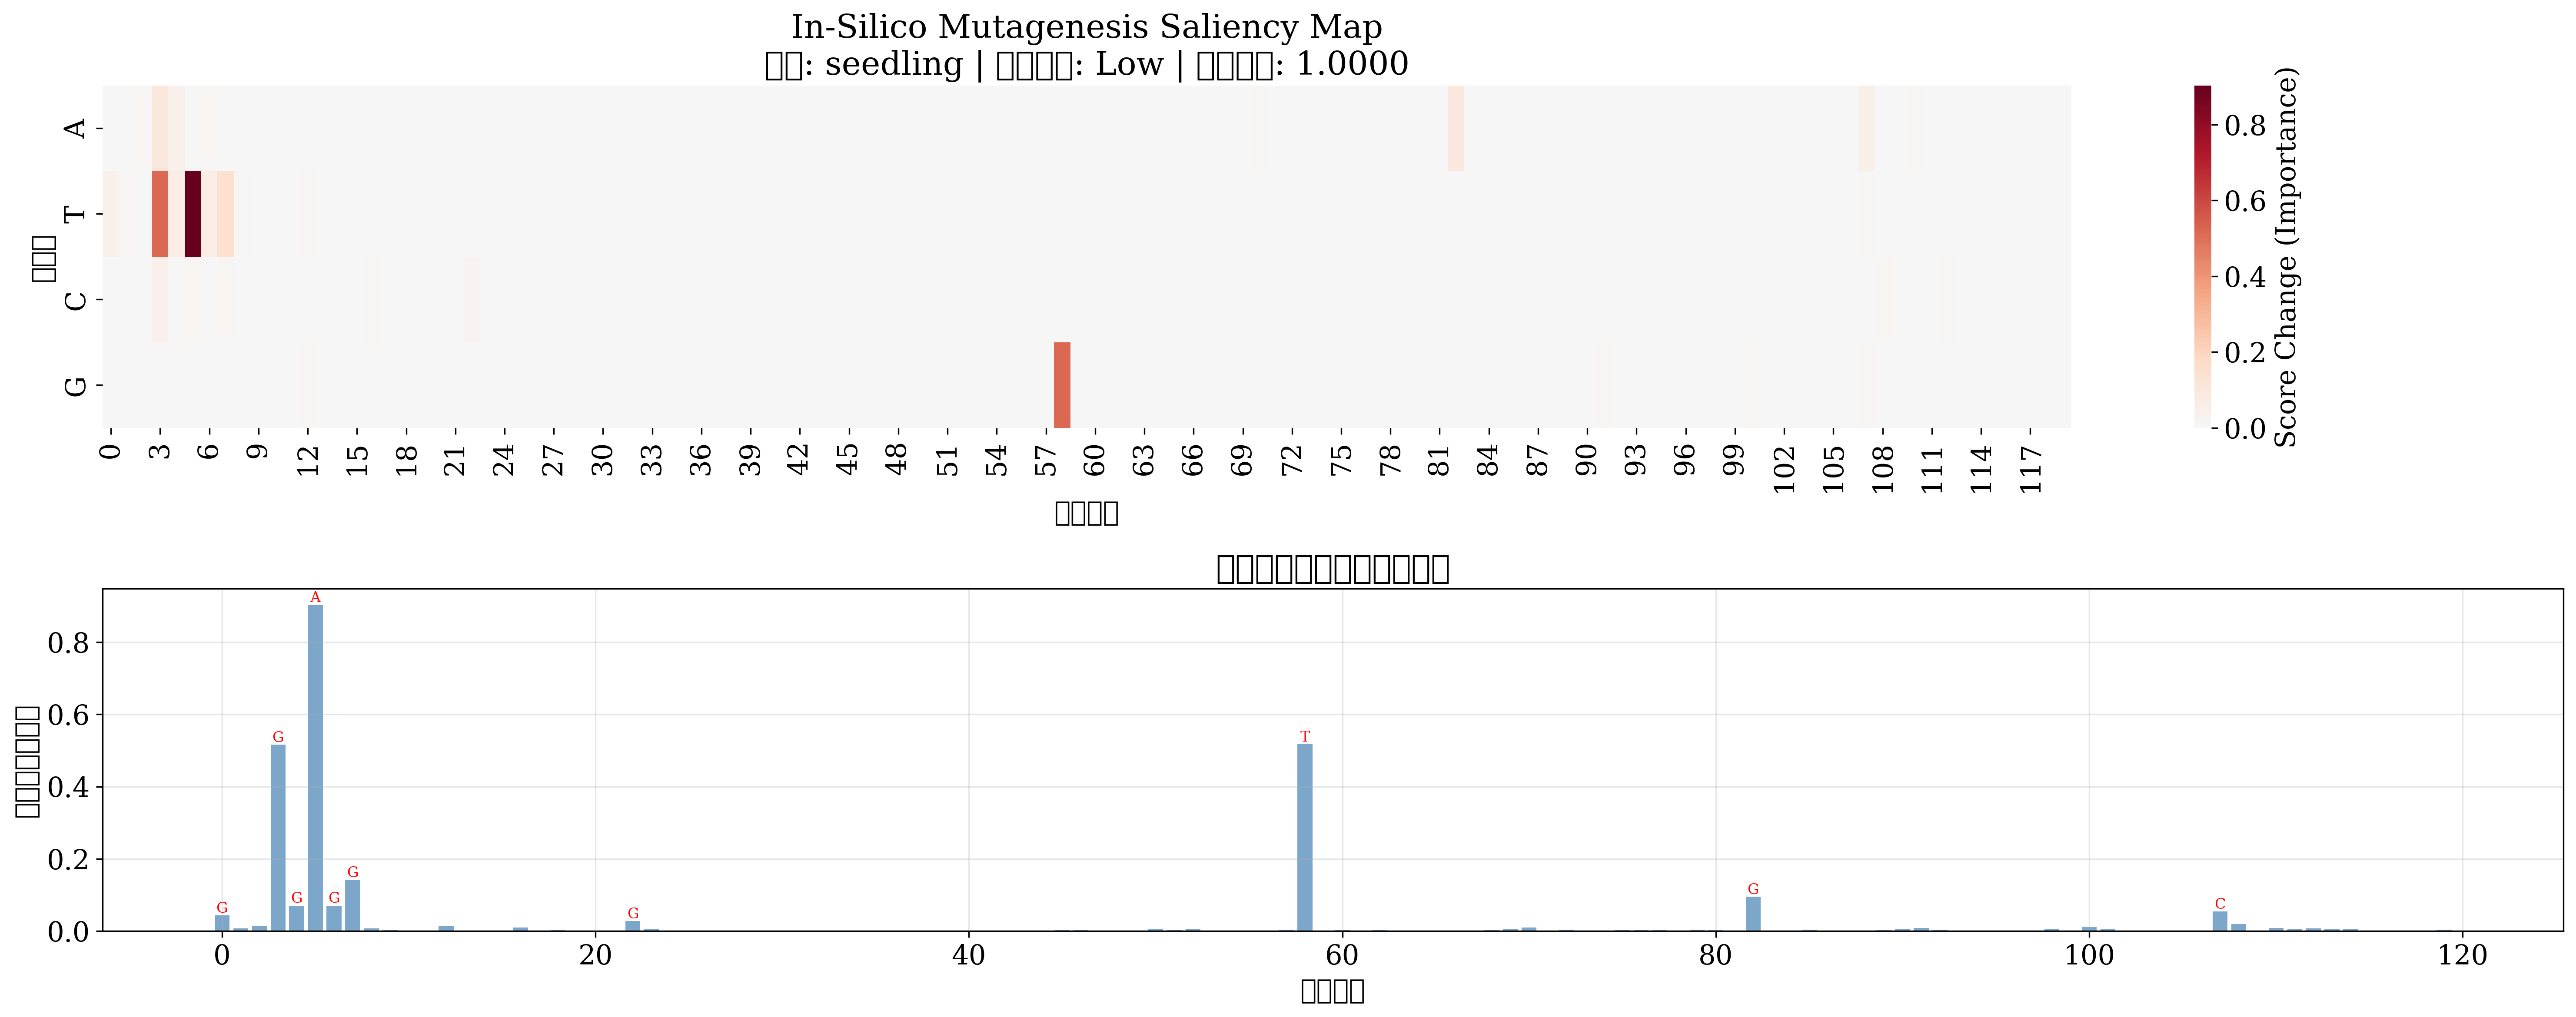 In-Silico Mutagenesis Saliency Map
: seedling | : Low | : 1.0000
A
T
C
G
0 3 6 9 12 15 18 21 24 27 30 33 36 39 42 45 48 51 54 57 60 63 66 69 72 75 78 81 84 87 90 93 96 99 102 105 108 111 114 117
0.8
0.6
0.4
0.2
0.0
Score Change (Importance)
0.8
0.6
0.4
0.2
0.0
G G G A G G G T G C
0 20 40 60 80 100 120